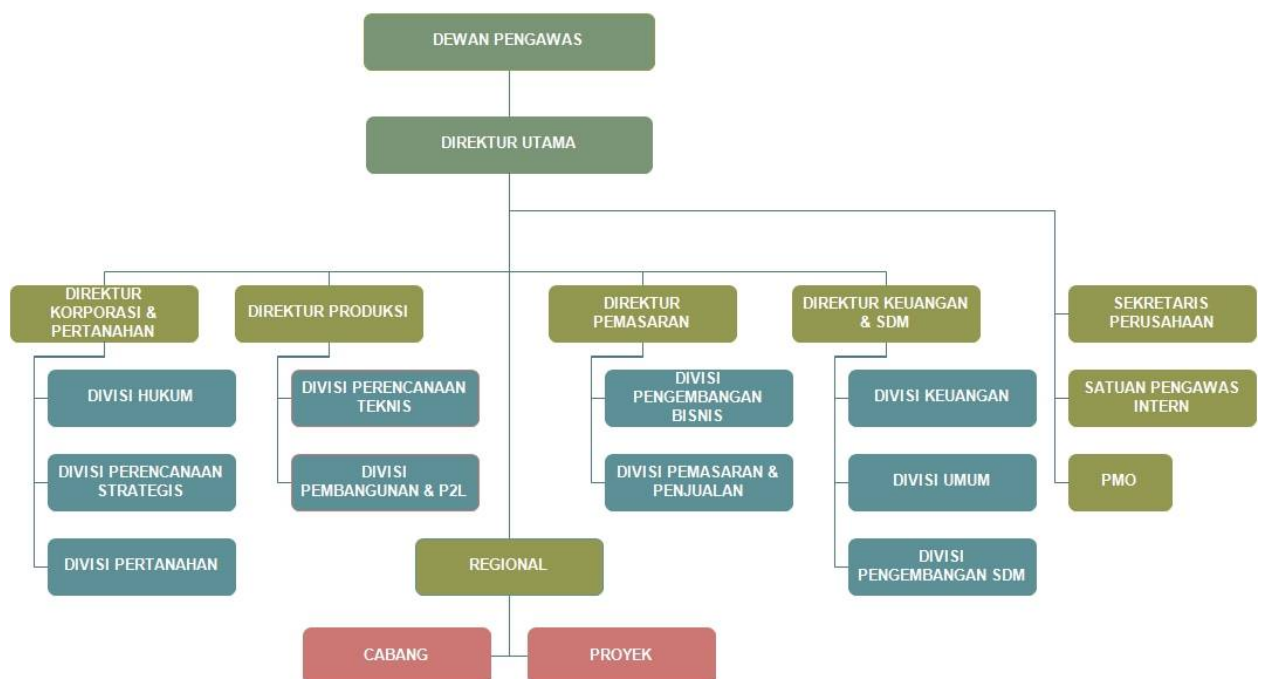 DEWAN PENGAWAS
DIREKTUR UTAMA
DIREKTUR
KORPORASI &
PERTANAHAN
DIREKTUR PRODUKSI
DIREKTUR
PEMASARAN
DIREKTUR KEUANGAN
& SDM
SEKRETARIS
PERUSAHAAN
DIVISI HUKUM
DIVISI PERENCANAAN
TEKNIS
DIVISI
PENGEMBANGAN
BISNIS
DIVISI KEUANGAN
SATUAN PENGAWAS
INTERN
DIVISI PERENCANAAN
STRATEGIS
DIVISI
PEMBANGUNAN & P2L
DIVISI PEMASARAN &
PENJUALAN
DIVISI UMUM
PMO
DIVISI PERTANAHAN
REGIONAL
DIVISI
PENGEMBANGAN SDM
CABANG
PROYEK